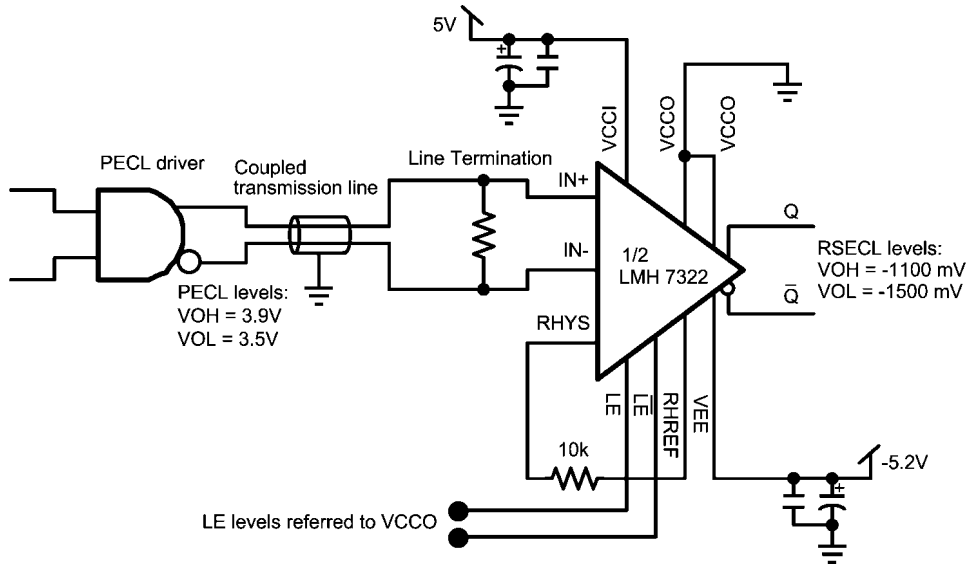 5V
VCCI
VCCO
VCCO
PECL driver
Coupled
transmission line
Line Termination
IN+
IN-
1/2
LMH 7322
Q
RSECL levels:
VOH = -1100 mV
VOL = -1500 mV
Q̅
PECL levels:
VOH = 3.9V
VOL = 3.5V
RHYS
LE
L̅E̅
RHREF
VEE
10k
-5.2V
LE levels referred to VCCO
+
+